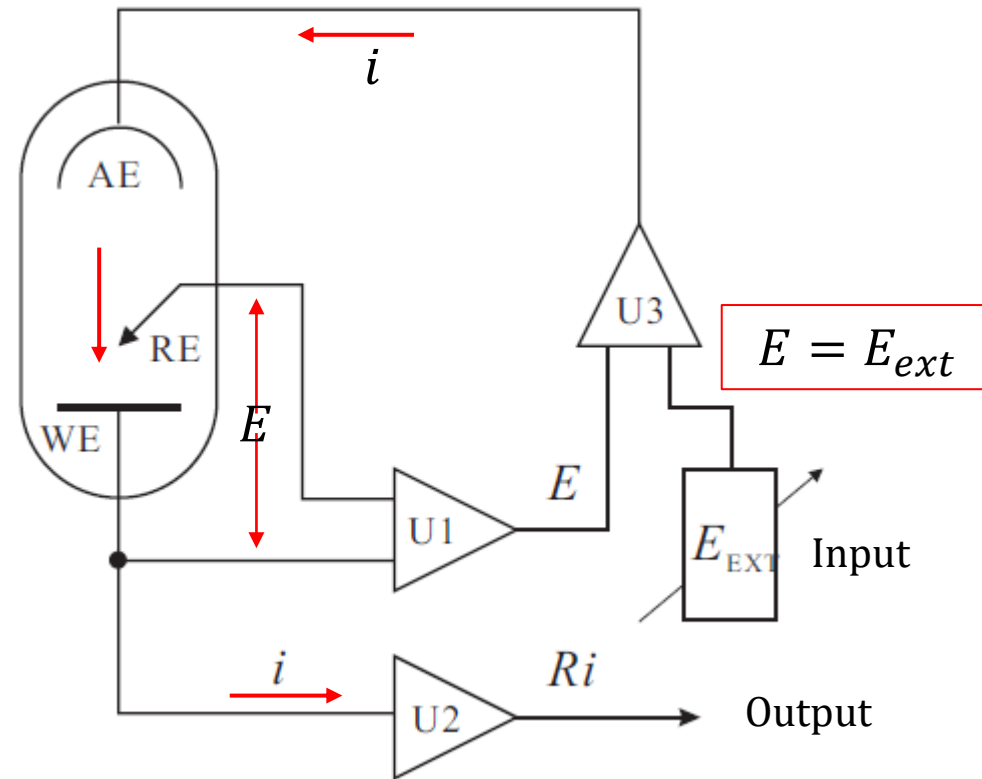 i
AE
U3
RE
E = E_ext
WE
E
E
U1
E_EXT
Input
i
Ri
U2
Output